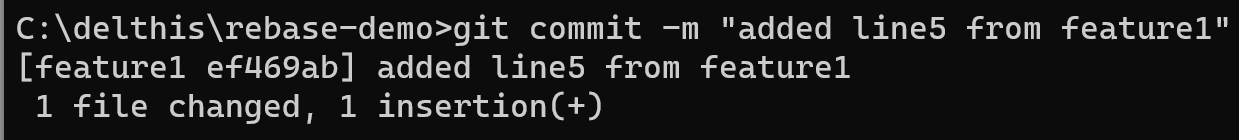 C:\delthis\rebase-demo>git commit -m "added line5 from feature1"
[feature1 ef469ab] added line5 from feature1
 1 file changed, 1 insertion(+)